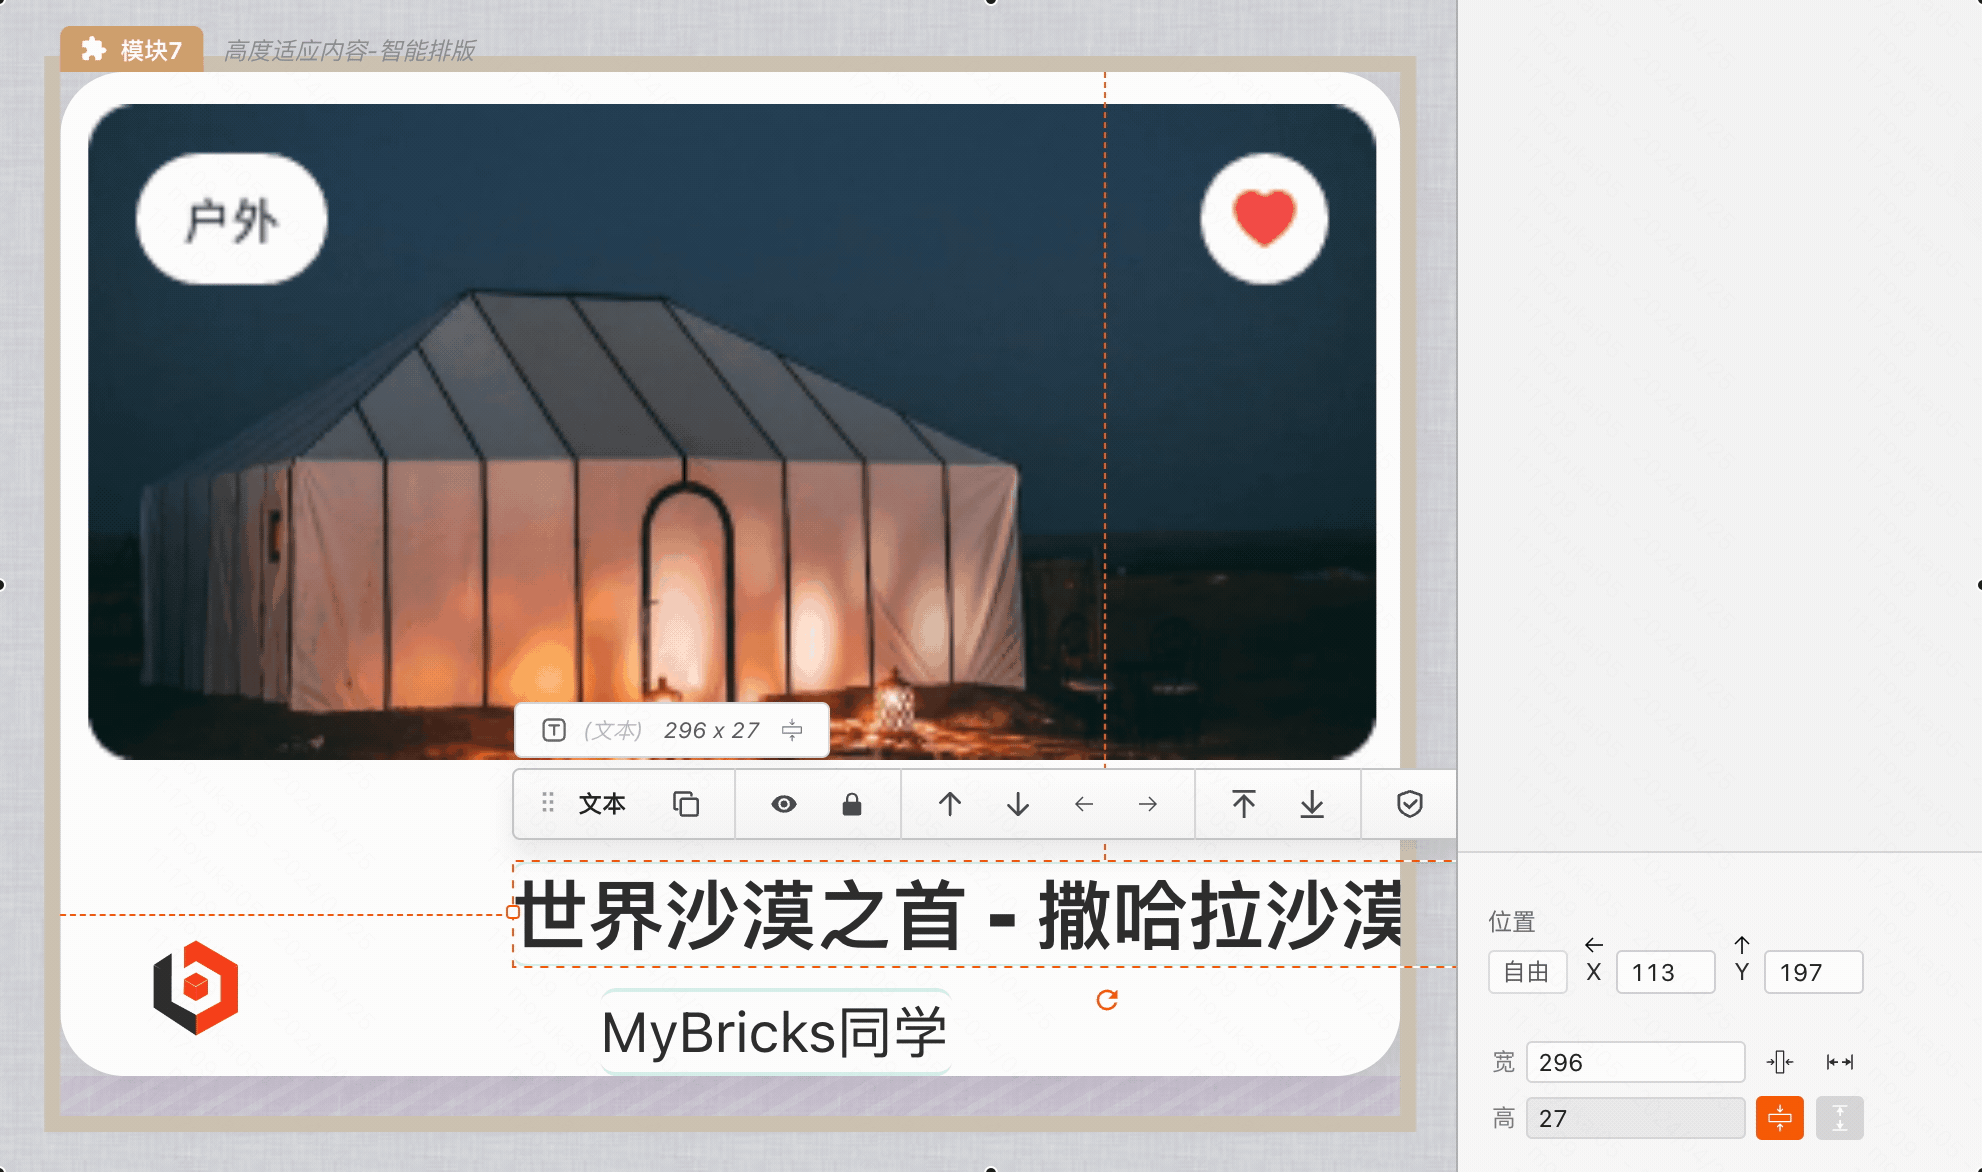 模块7
高度适应内容-智能排版
户外
(文本) 296 x 27
文本
世界沙漠之首 - 撒哈拉沙漠
MyBricks同学
位置
自由 X 113 Y 197
宽 296
高 27